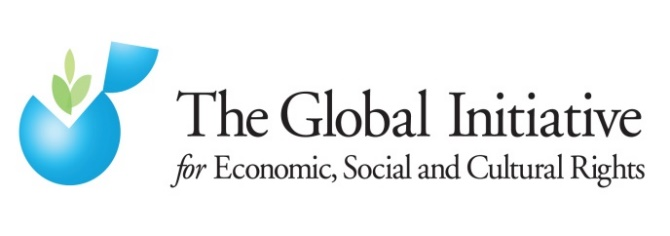 The Global Initiative
for Economic, Social and Cultural Rights